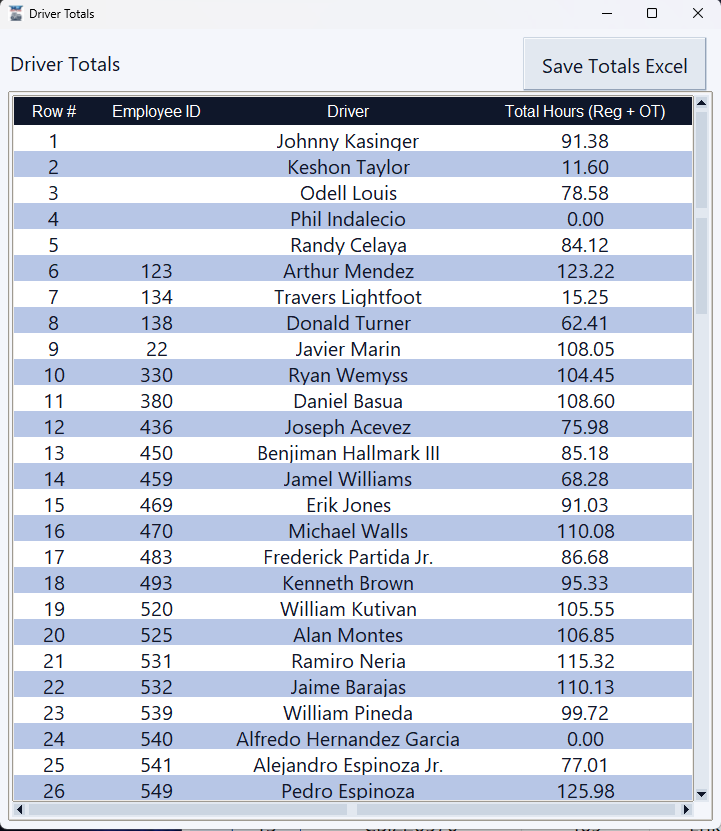 Driver Totals
Driver Totals
Save Totals Excel
Row # Employee ID Driver Total Hours (Reg + OT)
1 Johnny Kasinger 91.38
2 Keshon Taylor 11.60
3 Odell Louis 78.58
4 Phil Indalecio 0.00
5 Randy Celaya 84.12
6 123 Arthur Mendez 123.22
7 134 Travers Lightfoot 15.25
8 138 Donald Turner 62.41
9 22 Javier Marin 108.05
10 330 Ryan Wemyss 104.45
11 380 Daniel Basua 108.60
12 436 Joseph Acevez 75.98
13 450 Benjiman Hallmark III 85.18
14 459 Jamel Williams 68.28
15 469 Erik Jones 91.03
16 470 Michael Walls 110.08
17 483 Frederick Partida Jr. 86.68
18 493 Kenneth Brown 95.33
19 520 William Kutivan 105.55
20 525 Alan Montes 106.85
21 531 Ramiro Neria 115.32
22 532 Jaime Barajas 110.13
23 539 William Pineda 99.72
24 540 Alfredo Hernandez Garcia 0.00
25 541 Alejandro Espinoza Jr. 77.01
26 549 Pedro Espinoza 125.98